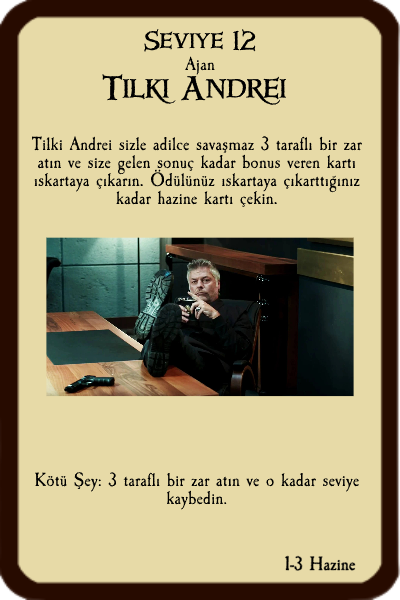 Seviye 12
Ajan
Tilki Andrei
Tilki Andrei sizle adilce savaşmaz 3 taraflı bir zar
atın ve size gelen sonuç kadar bonus veren kartı
ıskartaya çıkarın. Ödülünüz ıskartaya çıkarttığınız
kadar hazine kartı çekin.
Kötü Şey: 3 taraflı bir zar atın ve o kadar seviye
kaybedin.
1-3 Hazine